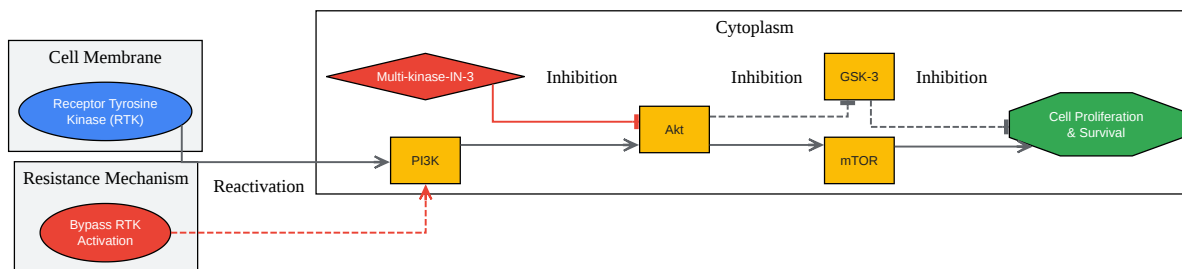 Cytoplasm
Cell Membrane
Receptor Tyrosine
Kinase (RTK)
Multi-kinase-IN-3
Inhibition
Inhibition
GSK-3
Inhibition
Akt
Cell Proliferation
& Survival
PI3K
mTOR
Resistance Mechanism
Reactivation
Bypass RTK
Activation